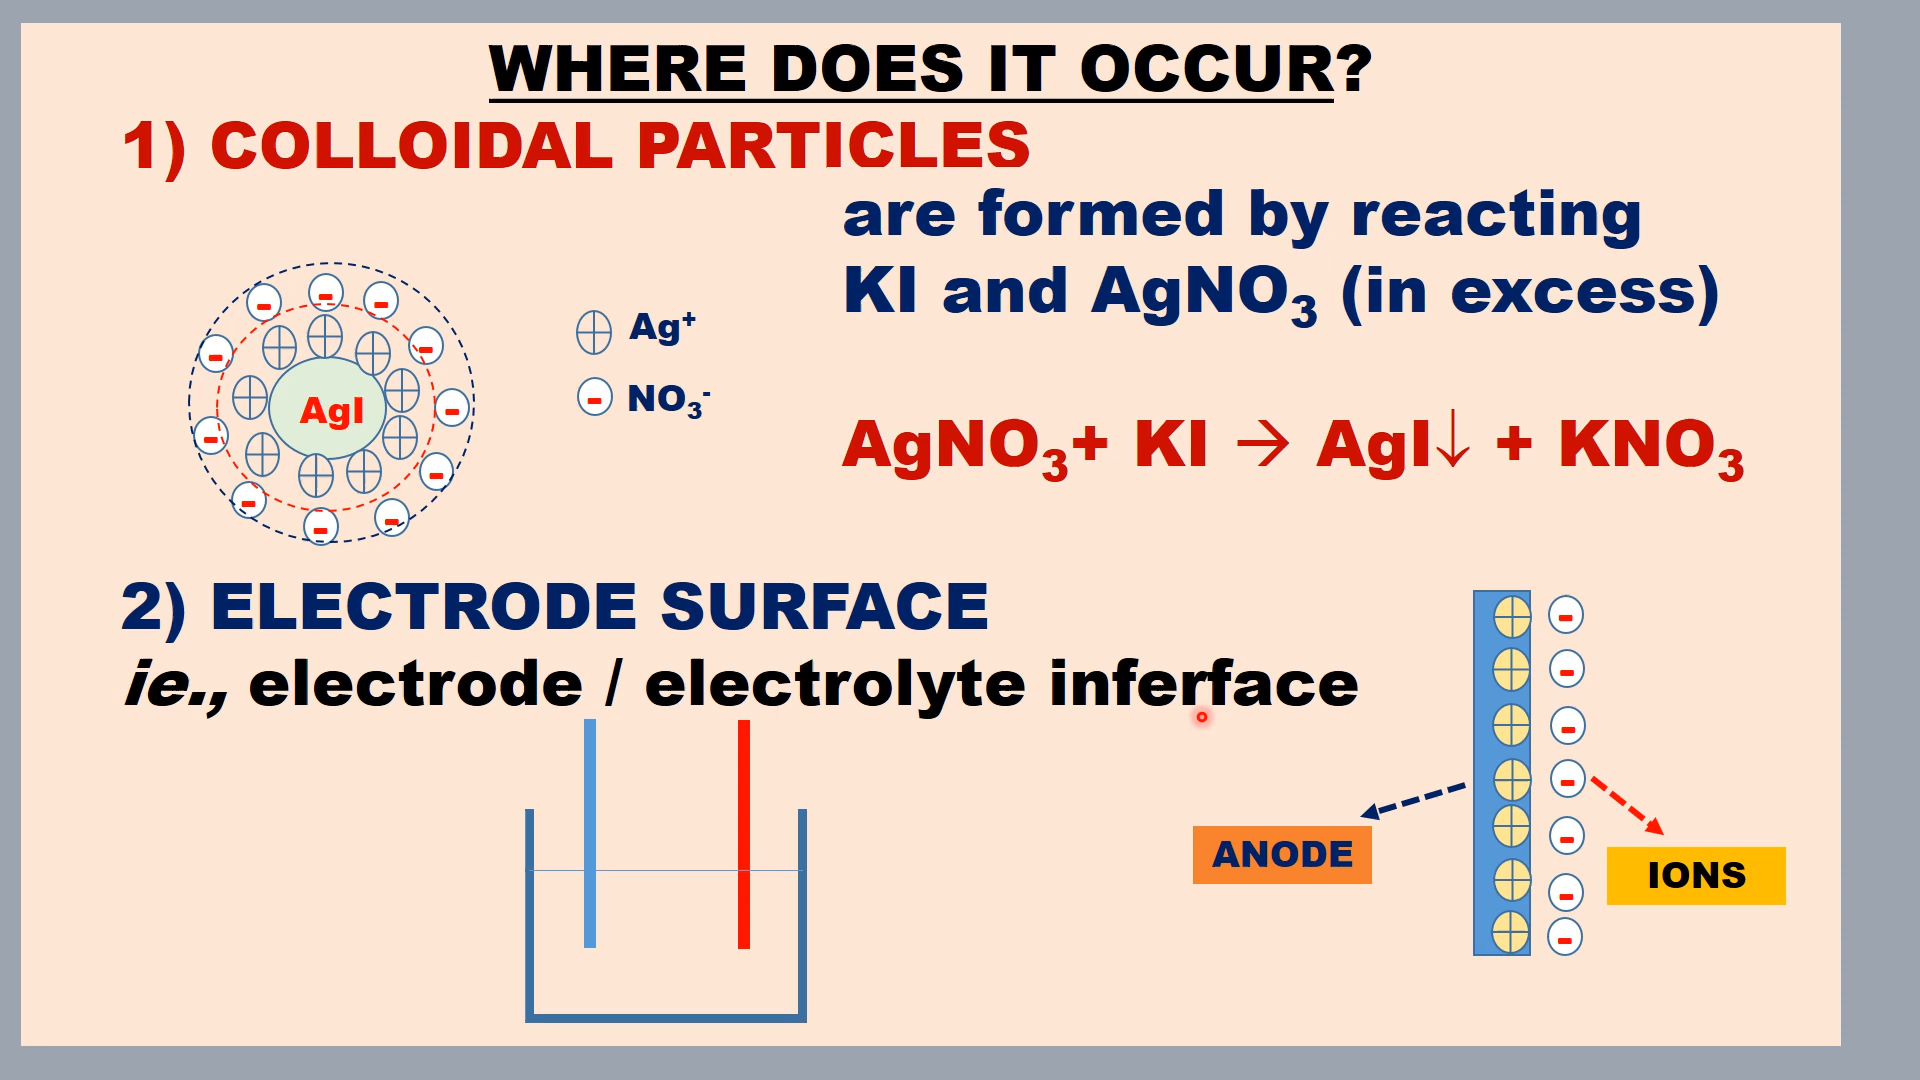 WHERE DOES IT OCCUR?
1) COLLOIDAL PARTICLES
are formed by reacting
KI and AgNO₃ (in excess)
Ag⁺
NO₃⁻
AgI
AgNO₃+ KI → AgI↓ + KNO₃
2) ELECTRODE SURFACE
ie., electrode / electrolyte inferface
ANODE
IONS